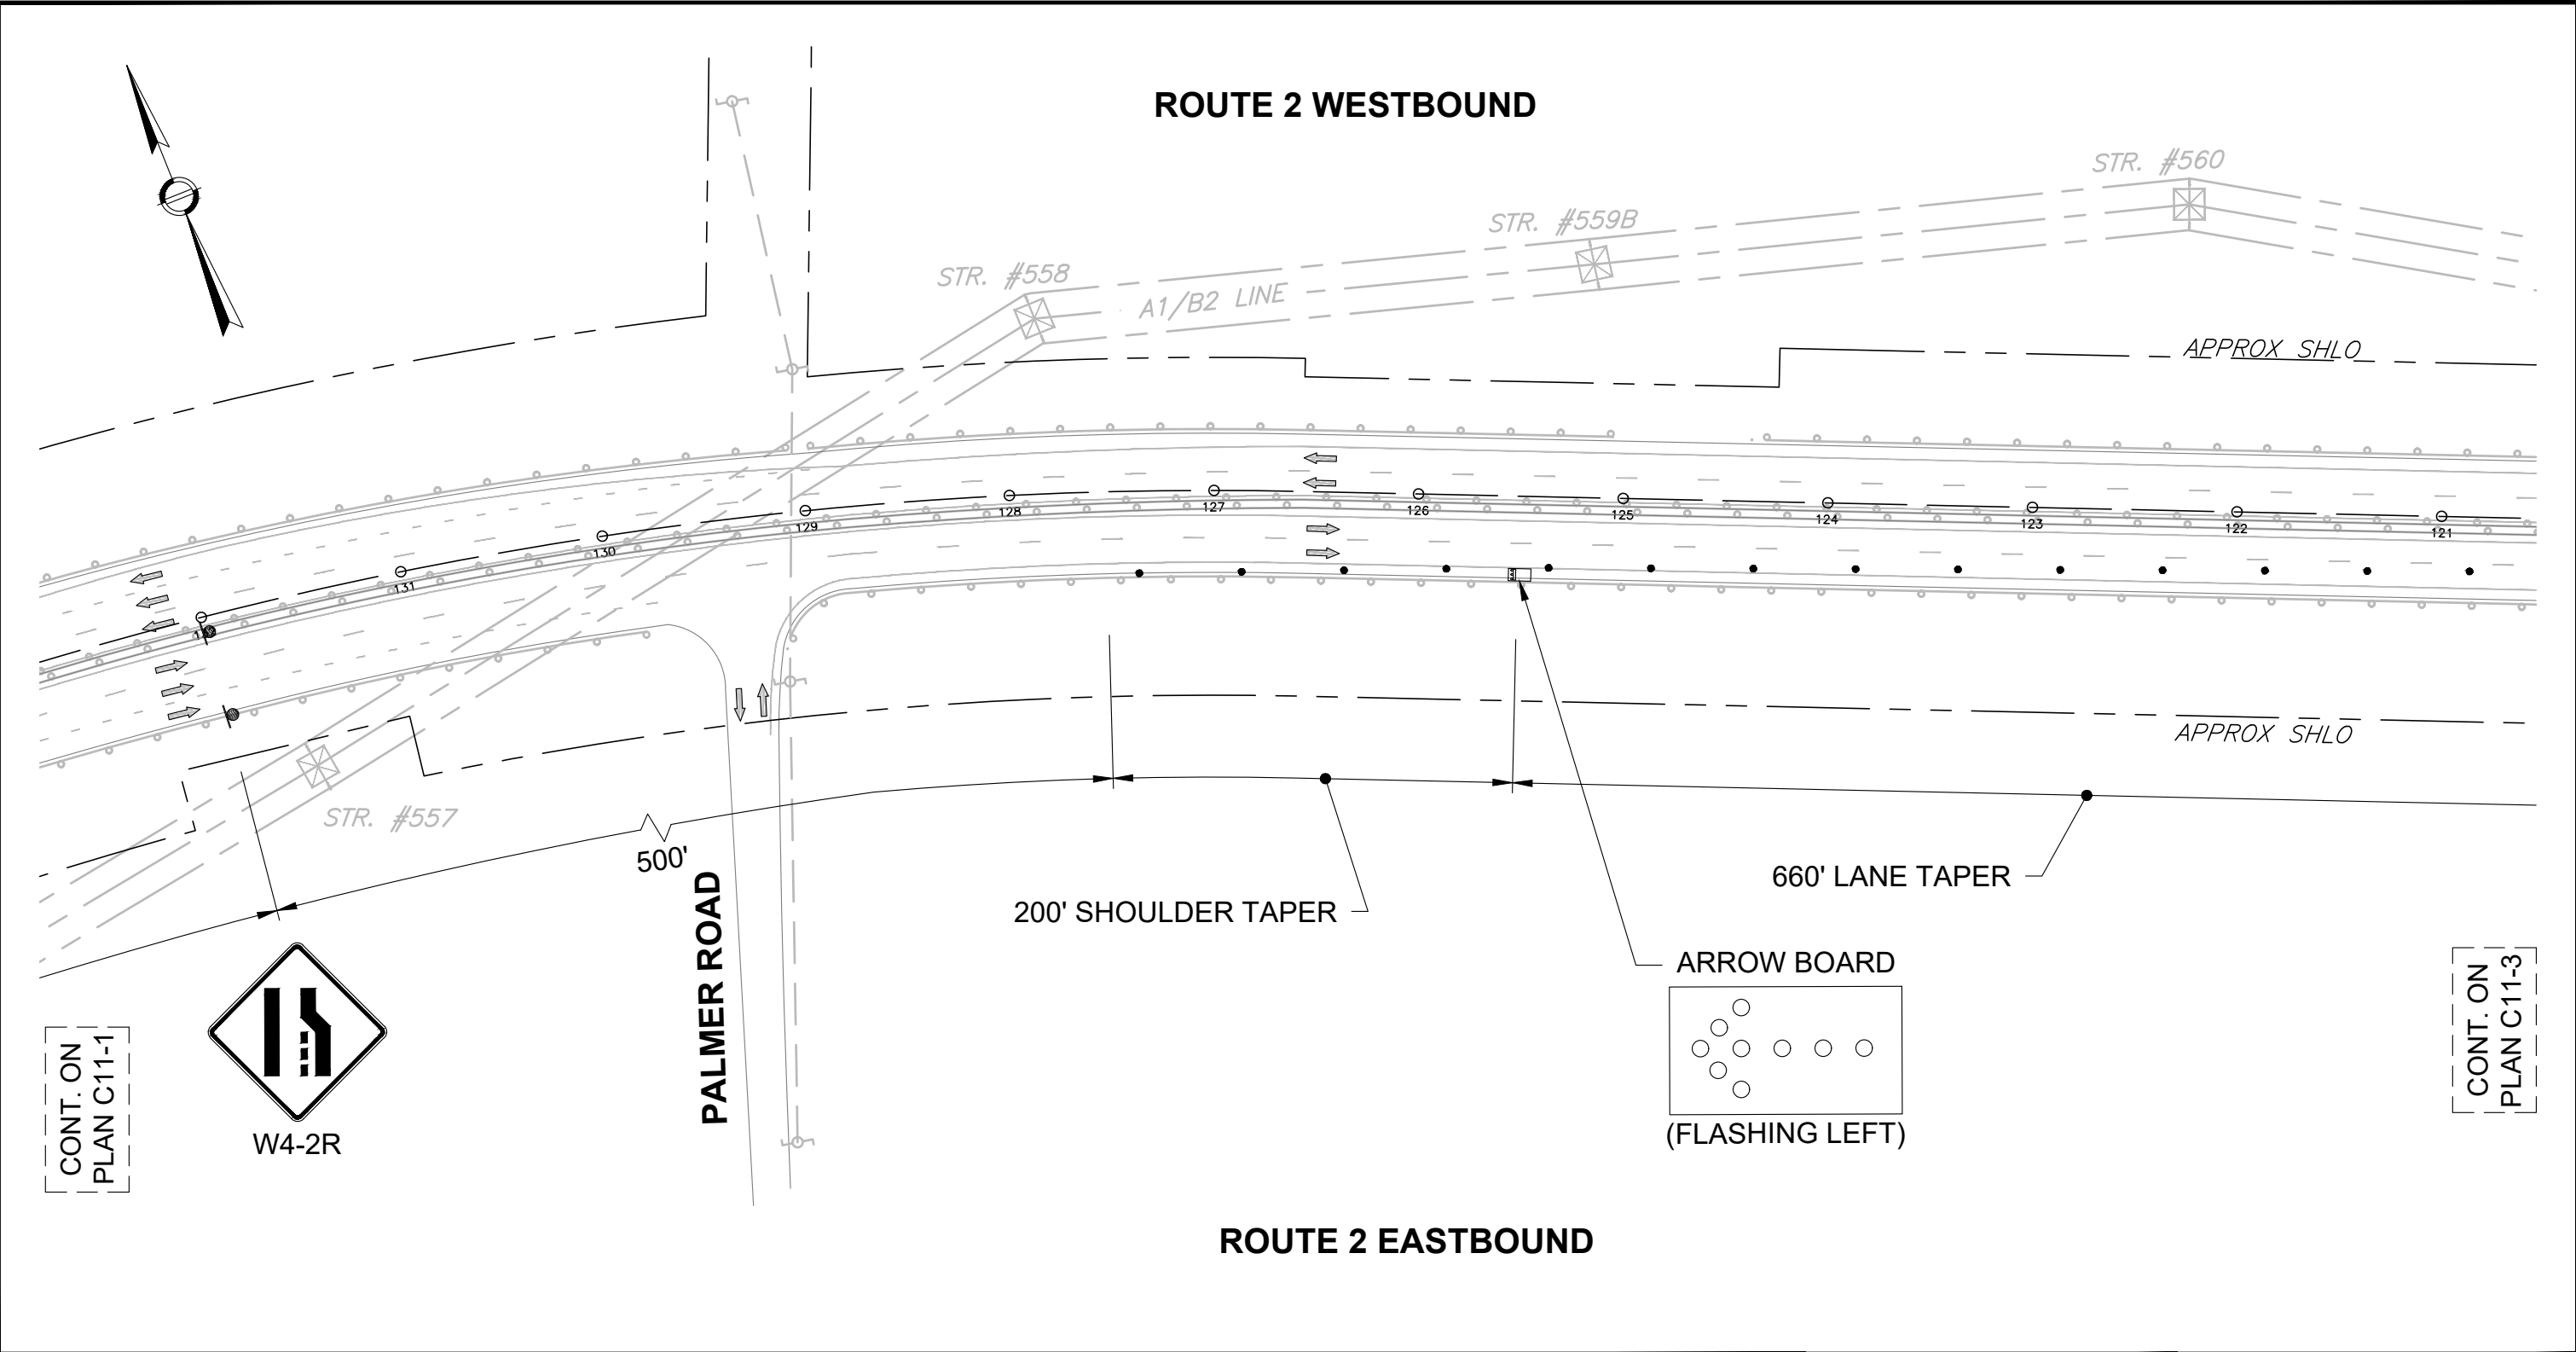 ROUTE 2 WESTBOUND
STR. #560
STR. #559B
STR. #558
A1/B2 LINE
APPROX SHLO
131
130
129
128
127
126
125
124
123
122
121
APPROX SHLO
STR. #557
500'
PALMER ROAD
200' SHOULDER TAPER
660' LANE TAPER
ARROW BOARD
(FLASHING LEFT)
W4-2R
CONT. ON
PLAN C11-1
CONT. ON
PLAN C11-3
ROUTE 2 EASTBOUND